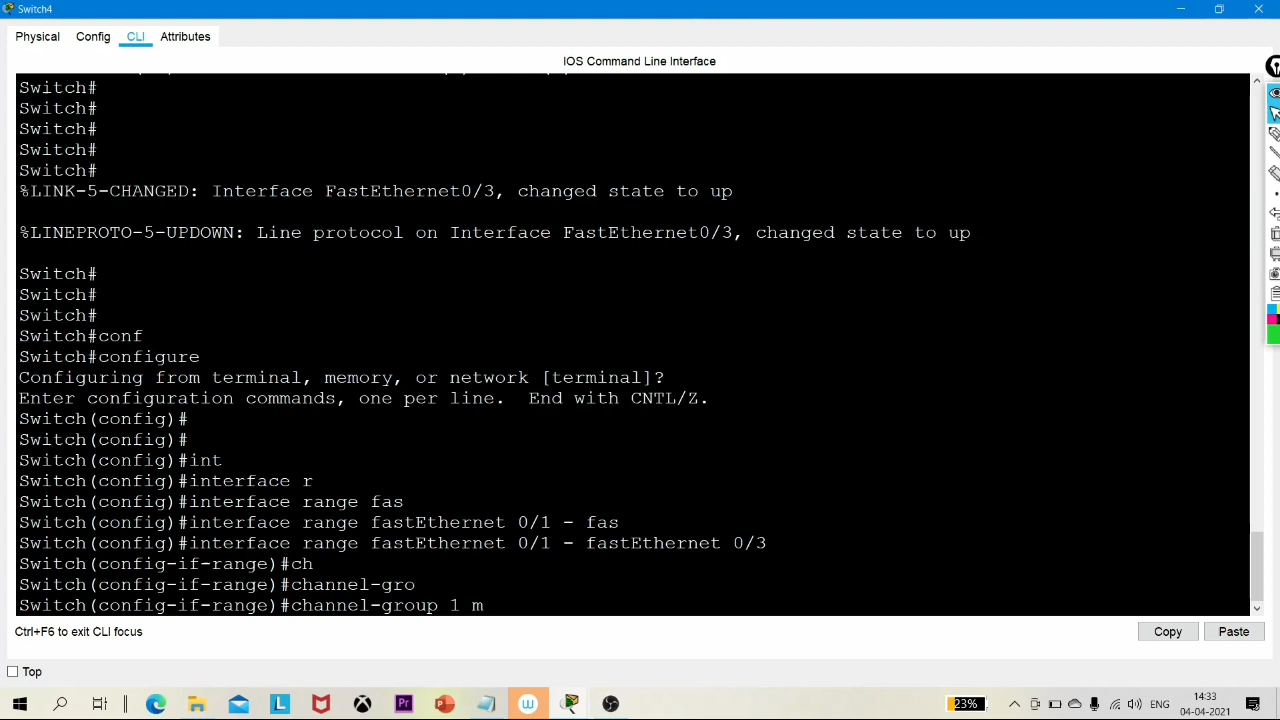 Switch4
Physical Config CLI Attributes
IOS Command Line Interface
Switch#
Switch#
Switch#
Switch#
Switch#
%LINK-5-CHANGED: Interface FastEthernet0/3, changed state to up
%LINEPROTO-5-UPDOWN: Line protocol on Interface FastEthernet0/3, changed state to up
Switch#
Switch#
Switch#
Switch#conf
Switch#configure
Configuring from terminal, memory, or network [terminal]?
Enter configuration commands, one per line.  End with CNTL/Z.
Switch(config)#
Switch(config)#
Switch(config)#int
Switch(config)#interface r
Switch(config)#interface range fas
Switch(config)#interface range fastEthernet 0/1 - fas
Switch(config)#interface range fastEthernet 0/1 - fastEthernet 0/3
Switch(config-if-range)#ch
Switch(config-if-range)#channel-gro
Switch(config-if-range)#channel-group 1 m
Ctrl+F6 to exit CLI focus
Copy Paste
Top
23% ENG 14:33
04-04-2021